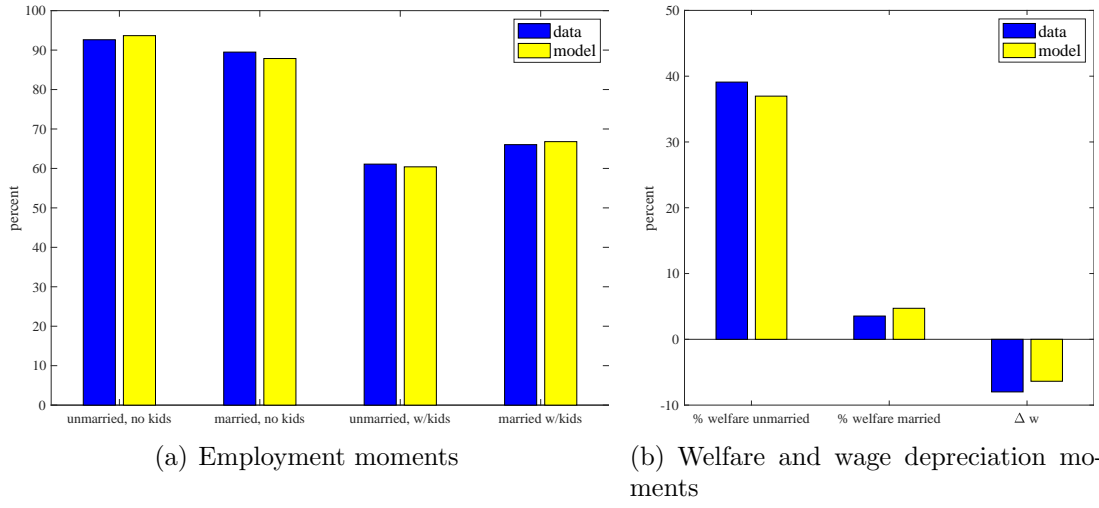 100
90
80
70
60
50
40
30
20
10
0
percent
data
model
unmarried, no kids
married, no kids
unmarried, w/kids
married w/kids
(a) Employment moments
50
40
30
20
10
0
-10
percent
data
model
% welfare unmarried
% welfare married
Δ w
(b) Welfare and wage depreciation mo-
ments